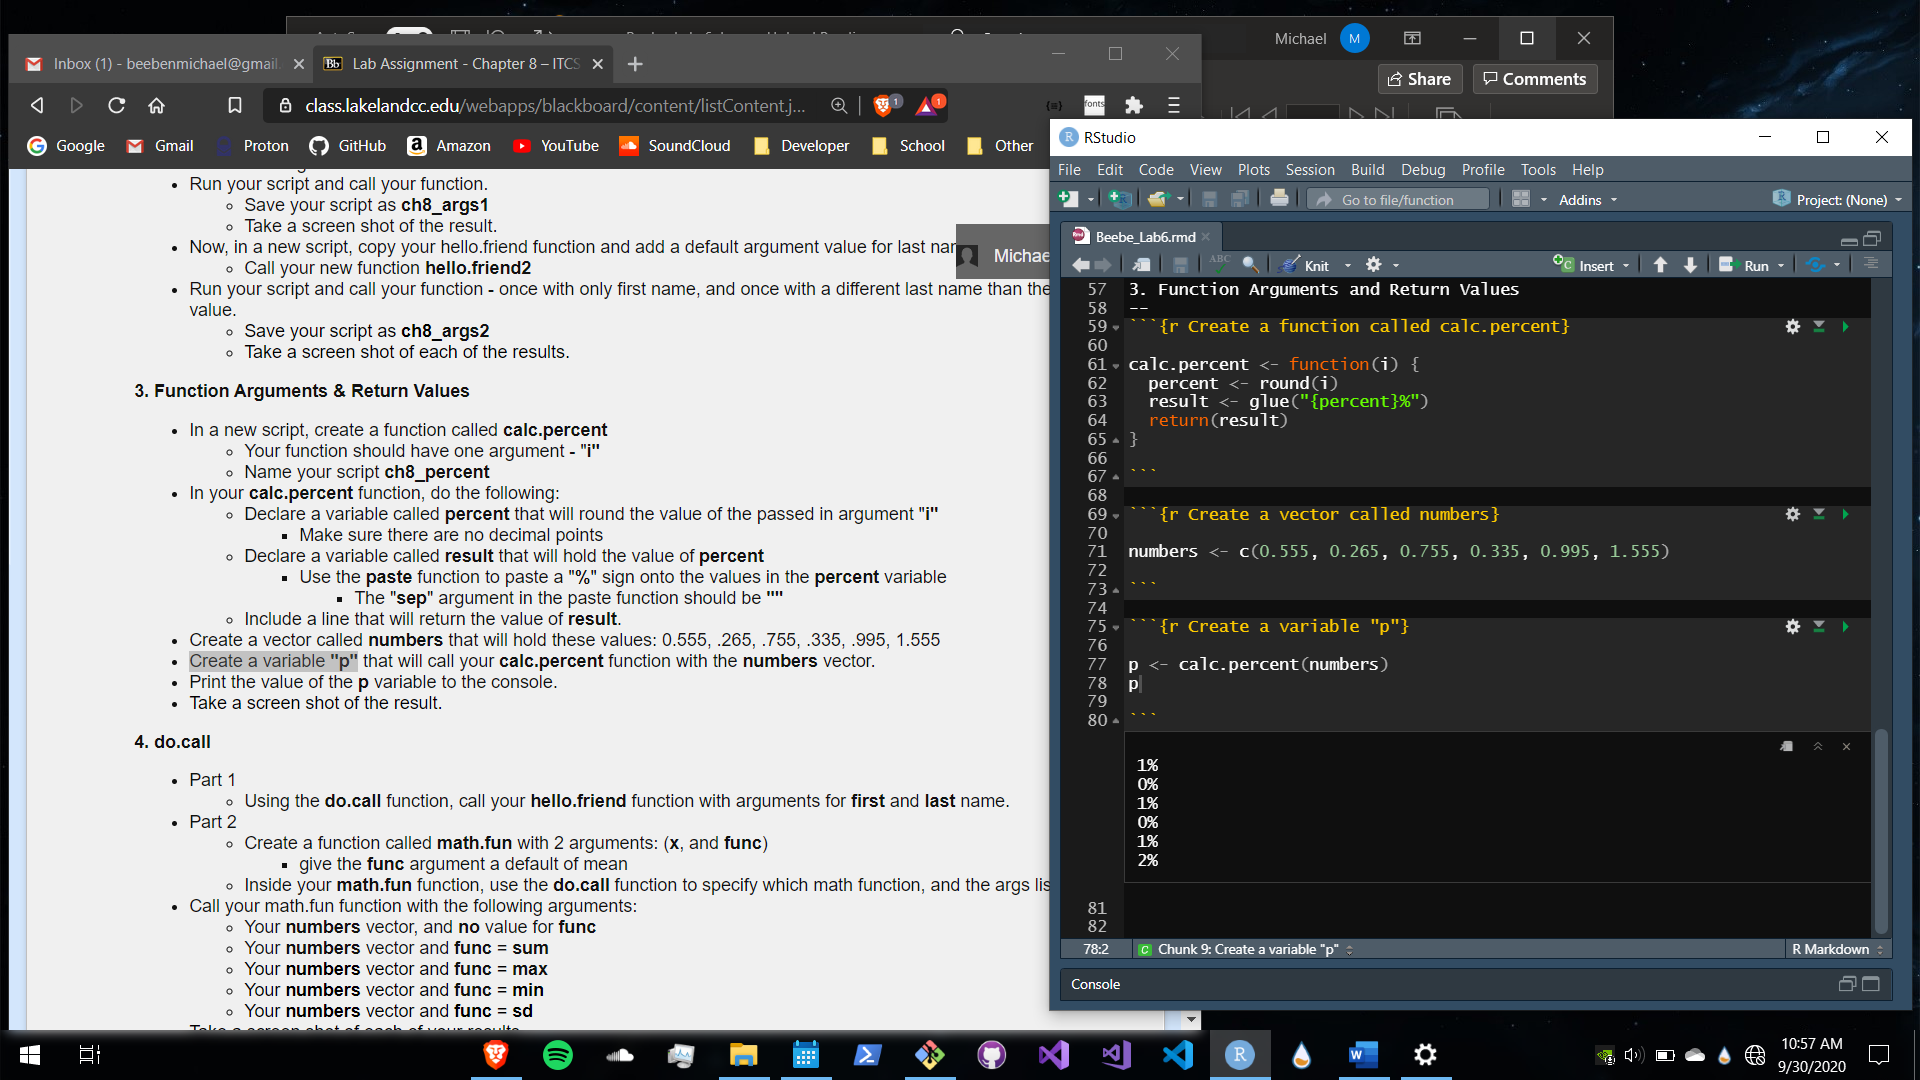 Michael M
Share Comments
Inbox (1) - beebenmichael@gmail.
Bb Lab Assignment - Chapter 8 – ITCS
class.lakelandcc.edu/webapps/blackboard/content/listContent.j...
1
1
fonts
Google Gmail Proton GitHub Amazon YouTube SoundCloud Developer School Other
Run your script and call your function.
Save your script as ch8_args1
Take a screen shot of the result.
Now, in a new script, copy your hello.friend function and add a default argument value for last nar
Call your new function hello.friend2
Run your script and call your function - once with only first name, and once with a different last name than the
value.
Save your script as ch8_args2
Take a screen shot of each of the results.
3. Function Arguments & Return Values
In a new script, create a function called calc.percent
Your function should have one argument - "i"
Name your script ch8_percent
In your calc.percent function, do the following:
Declare a variable called percent that will round the value of the passed in argument "i"
Make sure there are no decimal points
Declare a variable called result that will hold the value of percent
Use the paste function to paste a "%" sign onto the values in the percent variable
The "sep" argument in the paste function should be ""
Include a line that will return the value of result.
Create a vector called numbers that will hold these values: 0.555, .265, .755, .335, .995, 1.555
Create a variable "p" that will call your calc.percent function with the numbers vector.
Print the value of the p variable to the console.
Take a screen shot of the result.
4. do.call
Part 1
Using the do.call function, call your hello.friend function with arguments for first and last name.
Part 2
Create a function called math.fun with 2 arguments: (x, and func)
give the func argument a default of mean
Inside your math.fun function, use the do.call function to specify which math function, and the args lis
Call your math.fun function with the following arguments:
Your numbers vector, and no value for func
Your numbers vector and func = sum
Your numbers vector and func = max
Your numbers vector and func = min
Your numbers vector and func = sd
Take a screen shot of each of your results
Michae
R RStudio
File Edit Code View Plots Session Build Debug Profile Tools Help
Go to file/function Addins Project: (None)
Beebe_Lab6.rmd
ABC Knit Insert Run
57 3. Function Arguments and Return Values
58 --
59 ```{r Create a function called calc.percent}
60
61 calc.percent <- function(i) {
62 percent <- round(i)
63 result <- glue("{percent}%")
64 return(result)
65 }
66
67 ```
68
69 ```{r Create a vector called numbers}
70
71 numbers <- c(0.555, 0.265, 0.755, 0.335, 0.995, 1.555)
72
73 ```
74
75 ```{r Create a variable "p"}
76
77 p <- calc.percent(numbers)
78 p
79
80 ```
1%
0%
1%
0%
1%
2%
81
82
78:2 C Chunk 9: Create a variable "p" R Markdown
Console
10:57 AM
9/30/2020